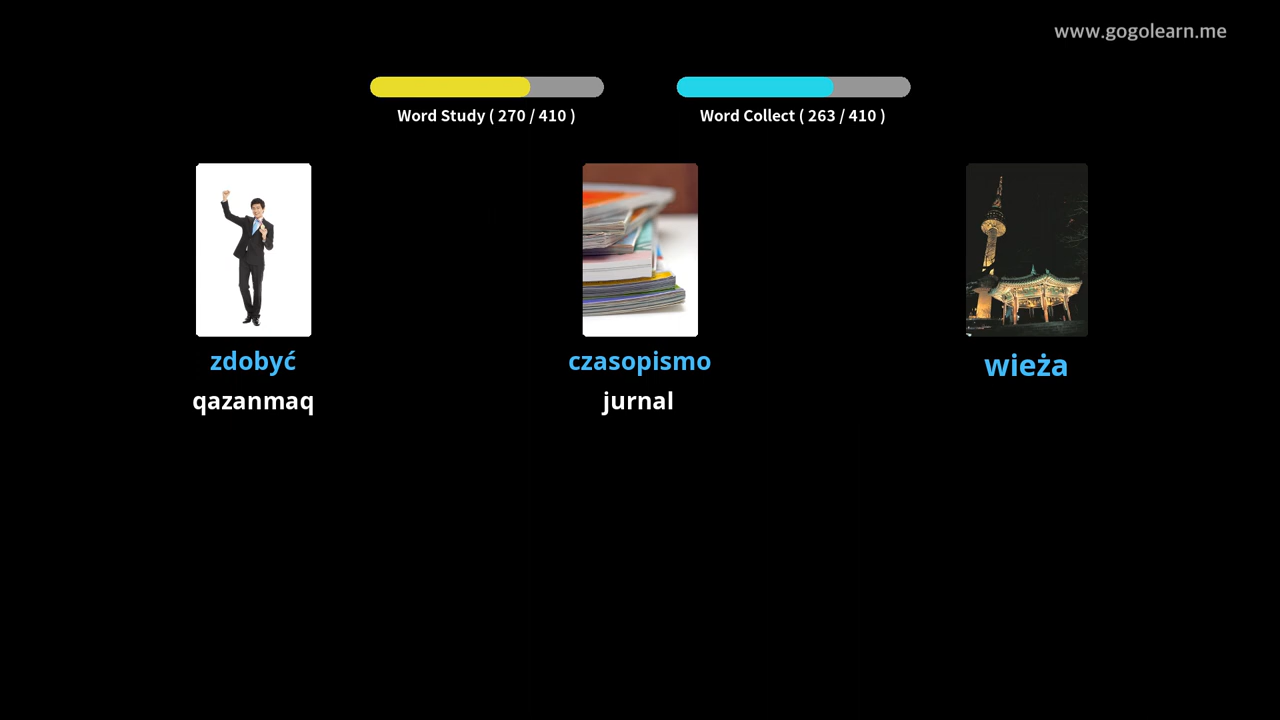 www.gogolearn.me
Word Study ( 270 / 410 )
Word Collect ( 263 / 410 )
zdobyć
qazanmaq
czasopismo
jurnal
wieża